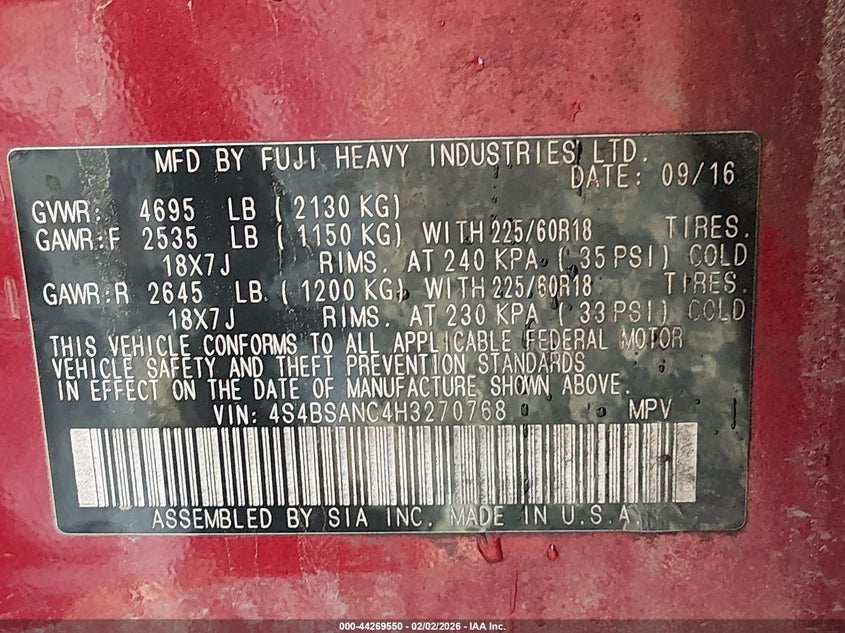 MFD BY FUJI HEAVY INDUSTRIES LTD.
DATE: 09/16
GVWR: 4695 LB ( 2130 KG)
GAWR:F 2535 LB ( 1150 KG) WITH 225/60R18 TIRES.
18X7J RIMS. AT 240 KPA ( 35 PSI) COLD
GAWR:R 2645 LB ( 1200 KG) WITH 225/60R18 TIRES.
18X7J RIMS. AT 230 KPA ( 33 PSI) COLD
THIS VEHICLE CONFORMS TO ALL APPLICABLE FEDERAL MOTOR
VEHICLE SAFETY AND THEFT PREVENTION STANDARDS
IN EFFECT ON THE DATE OF MANUFACTURE SHOWN ABOVE.
VIN: 4S4BSANC4H3270768 MPV
ASSEMBLED BY SIA INC. MADE IN U.S.A.
000-44269550 - 02/02/2026 - IAA Inc.